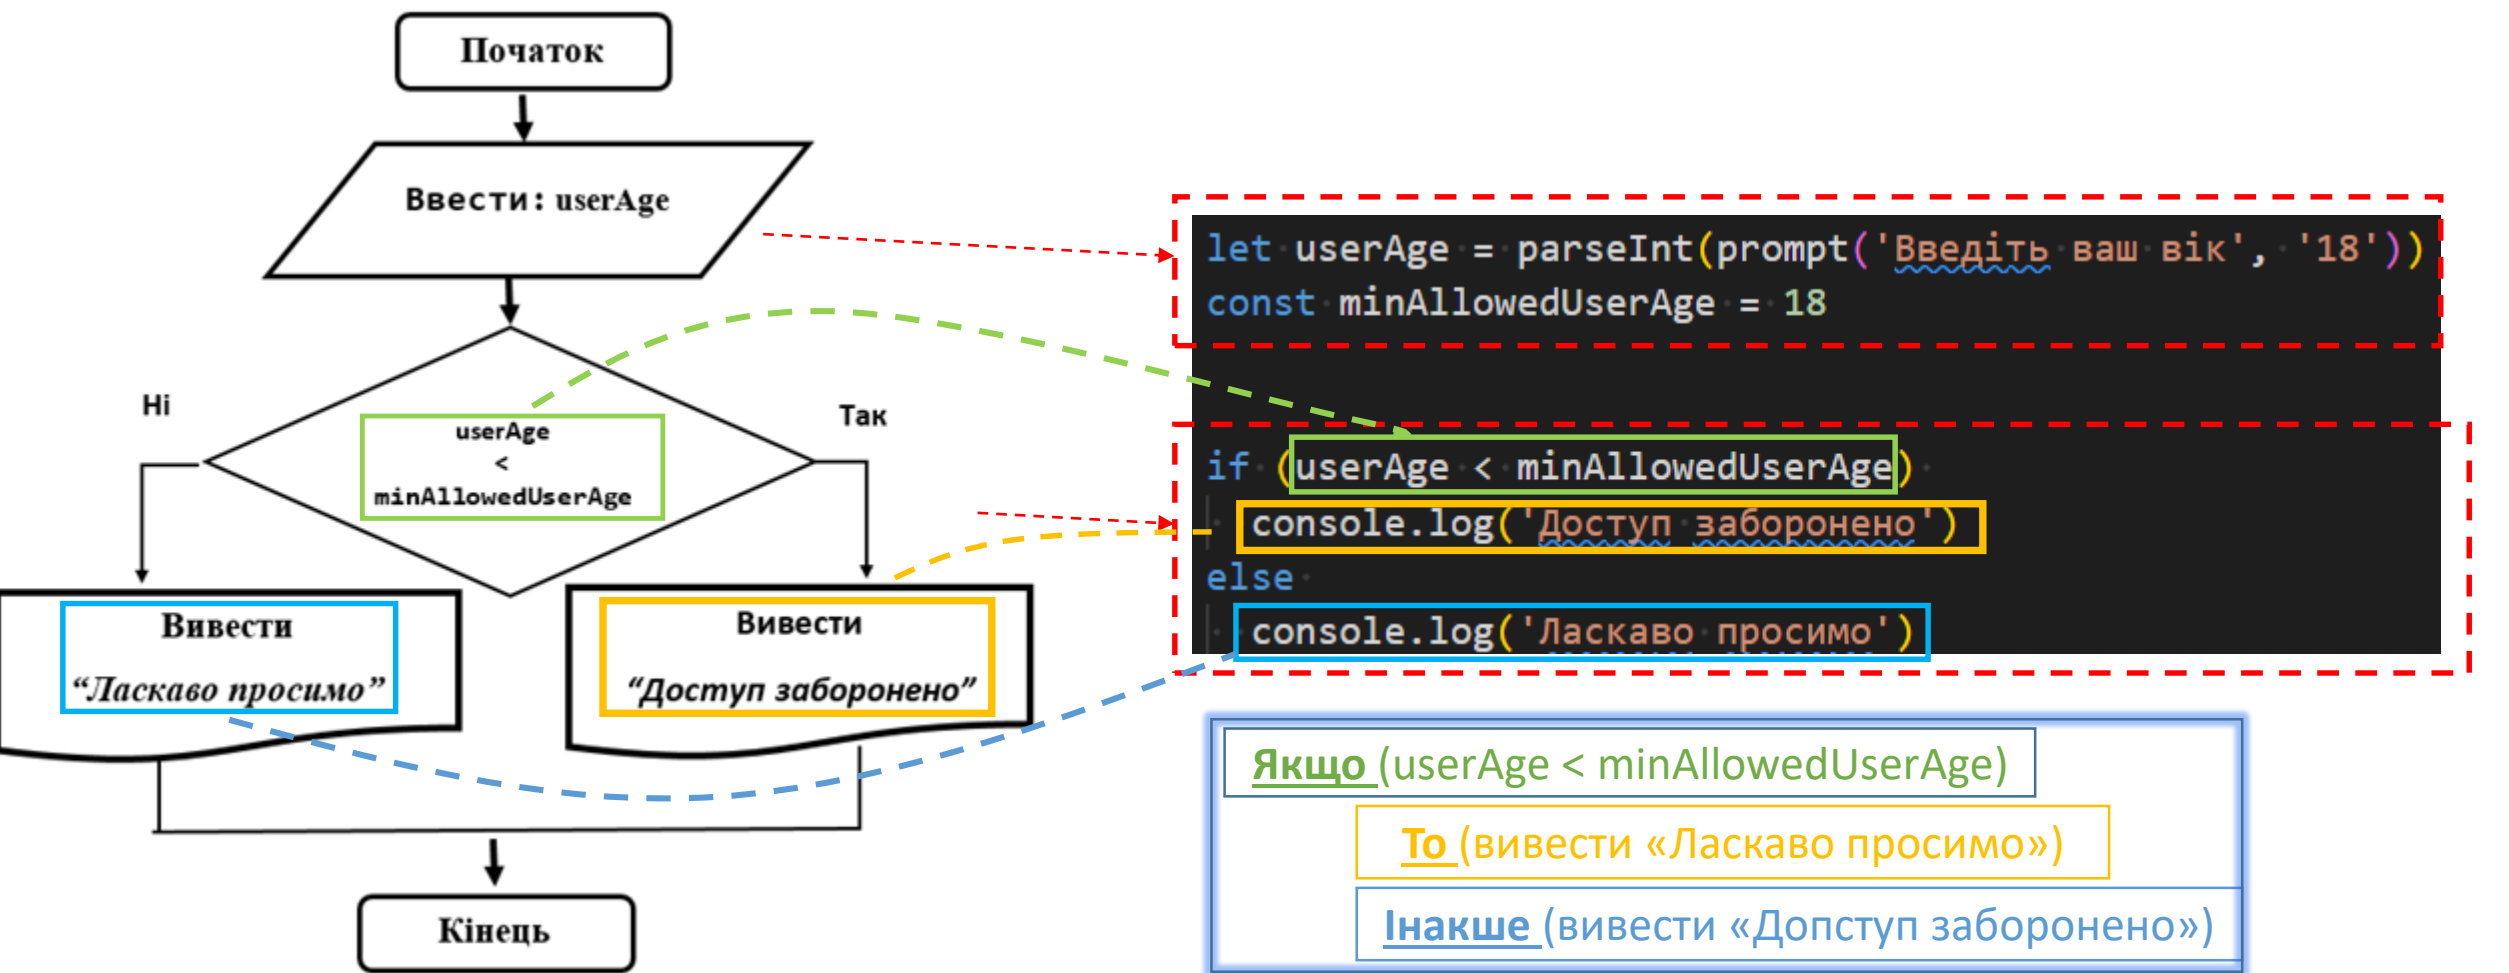 Початок
Ввести: userAge
Ні
Так
userAge
<
minAllowedUserAge
Вивести
“Ласкаво просимо”
Вивести
“Доступ заборонено”
Кінець
let userAge = parseInt(prompt('Введіть ваш вік', '18'))
const minAllowedUserAge = 18
if (userAge < minAllowedUserAge)
console.log('Доступ заборонено')
else
console.log('Ласкаво просимо')
Якщо (userAge < minAllowedUserAge)
То (вивести «Ласкаво просимо»)
Інакше (вивести «Допступ заборонено»)